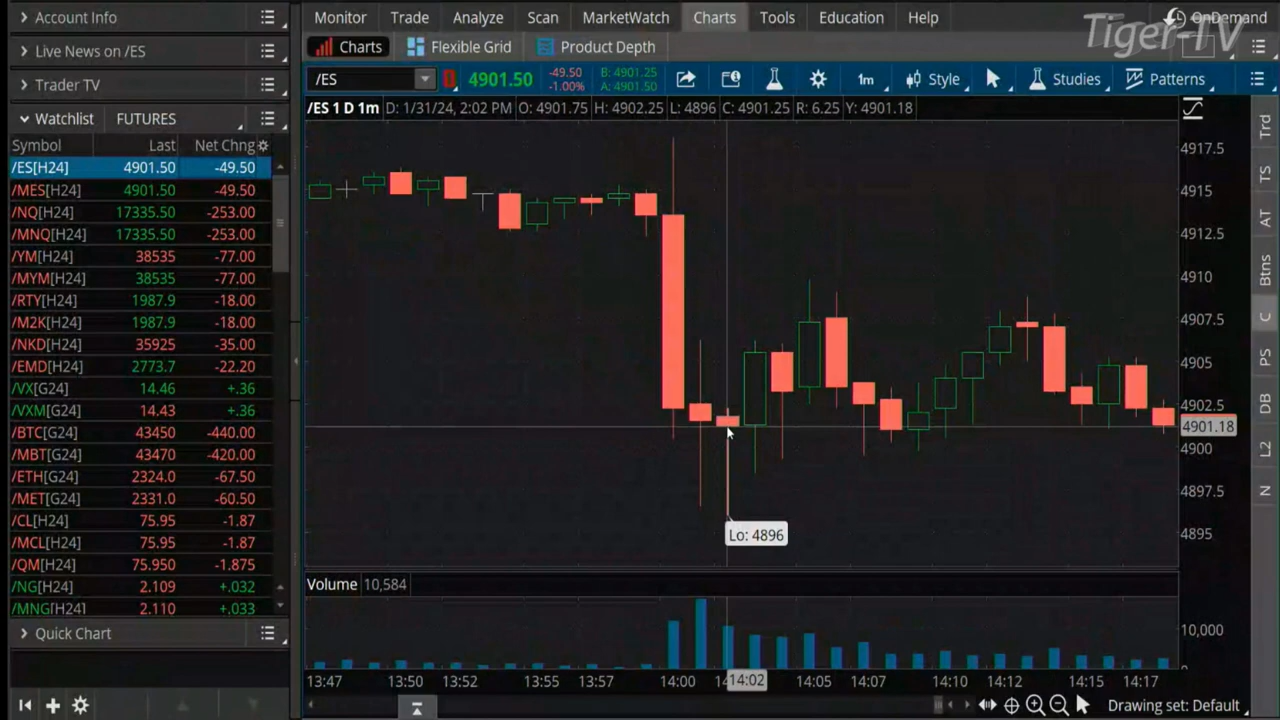 Account Info
Live News on /ES
Trader TV
Watchlist FUTURES
Symbol Last Net Chng
/ES[H24] 4901.50 -49.50
/MES[H24] 4901.50 -49.50
/NQ[H24] 17335.50 -253.00
/MNQ[H24] 17335.50 -253.00
/YM[H24] 38535 -77.00
/MYM[H24] 38535 -77.00
/RTY[H24] 1987.9 -18.00
/M2K[H24] 1987.9 -18.00
/NKD[H24] 35925 -35.00
/EMD[H24] 2773.7 -22.20
/VX[G24] 14.46 +.36
/VXM[G24] 14.43 +.36
/BTC[G24] 43450 -440.00
/MBT[G24] 43470 -420.00
/ETH[G24] 2324.0 -67.50
/MET[G24] 2331.0 -60.50
/CL[H24] 75.95 -1.87
/MCL[H24] 75.95 -1.87
/QM[H24] 75.950 -1.875
/NG[H24] 2.109 +.032
/MNG[H24] 2.110 +.033
Quick Chart
Monitor Trade Analyze Scan MarketWatch Charts Tools Education Help
OnDemand
Tiger-TV
Charts Flexible Grid Product Depth
/ES 4901.50 -49.50 -1.00% B: 4901.25 A: 4901.50 1m Style Studies Patterns
/ES 1 D 1m D: 1/31/24, 2:02 PM O: 4901.75 H: 4902.25 L: 4896 C: 4901.25 R: 6.25 Y: 4901.18
4917.5
4915
4912.5
4910
4907.5
4905
4902.5
4901.18
4900
4897.5
4895
Lo: 4896
Volume 10,584
10,000
0
13:47 13:50 13:52 13:55 13:57 14:00 14:02 14:05 14:07 14:10 14:12 14:15 14:17
Drawing set: Default
Trd
TS
AT
Btns
C
PS
DB
L2
N